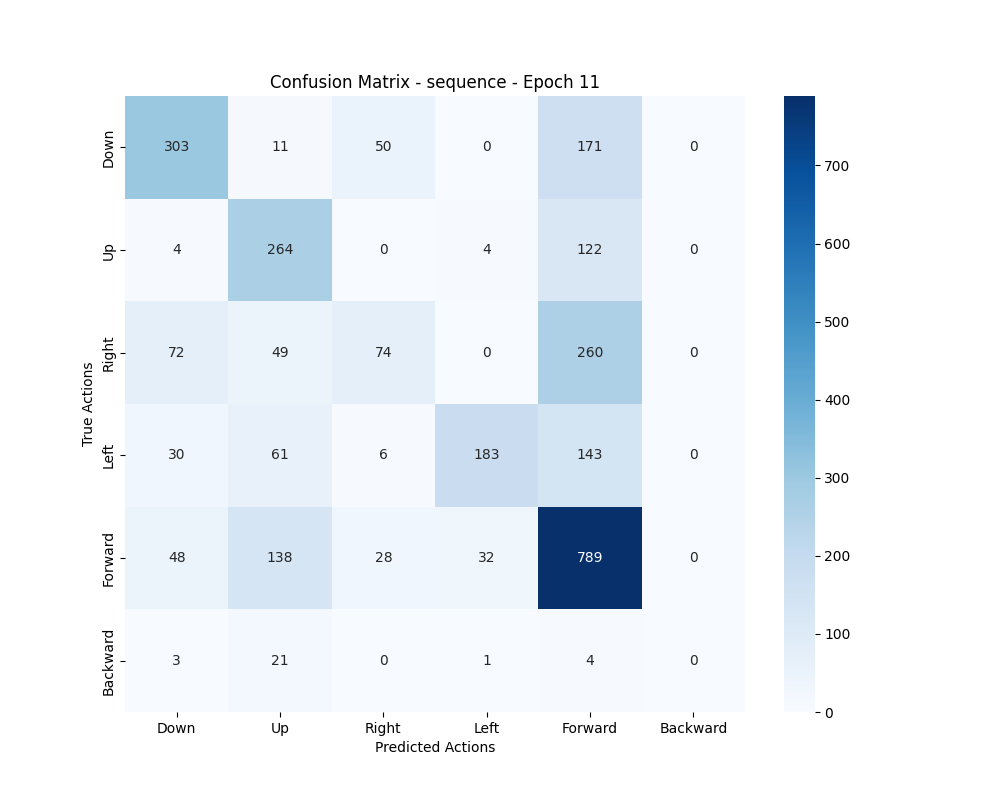 Confusion Matrix - sequence - Epoch 11
True Actions
Down 303 11 50 0 171 0
Up 4 264 0 4 122 0
Right 72 49 74 0 260 0
Left 30 61 6 183 143 0
Forward 48 138 28 32 789 0
Backward 3 21 0 1 4 0
Down Up Right Left Forward Backward
Predicted Actions
700
600
500
400
300
200
100
0